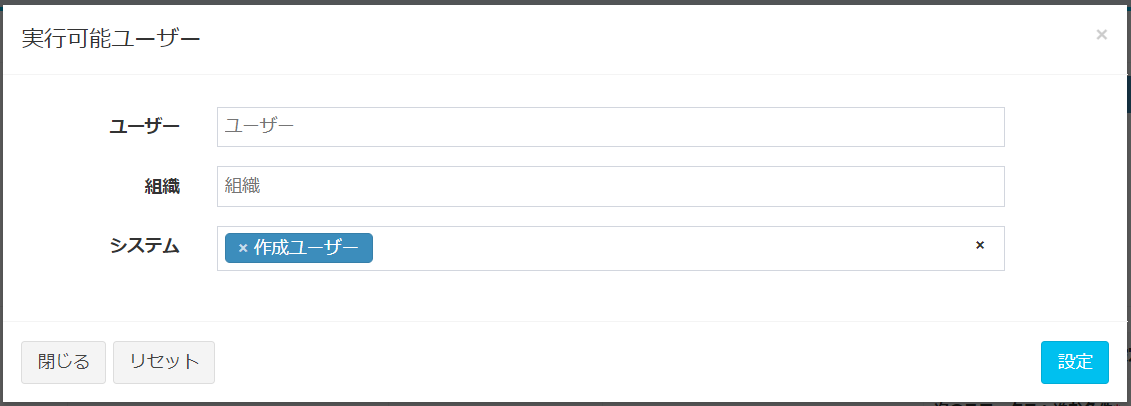 実行可能ユーザー ×
ユーザー ユーザー
組織 組織
システム × 作成ユーザー ×
閉じる リセット 設定